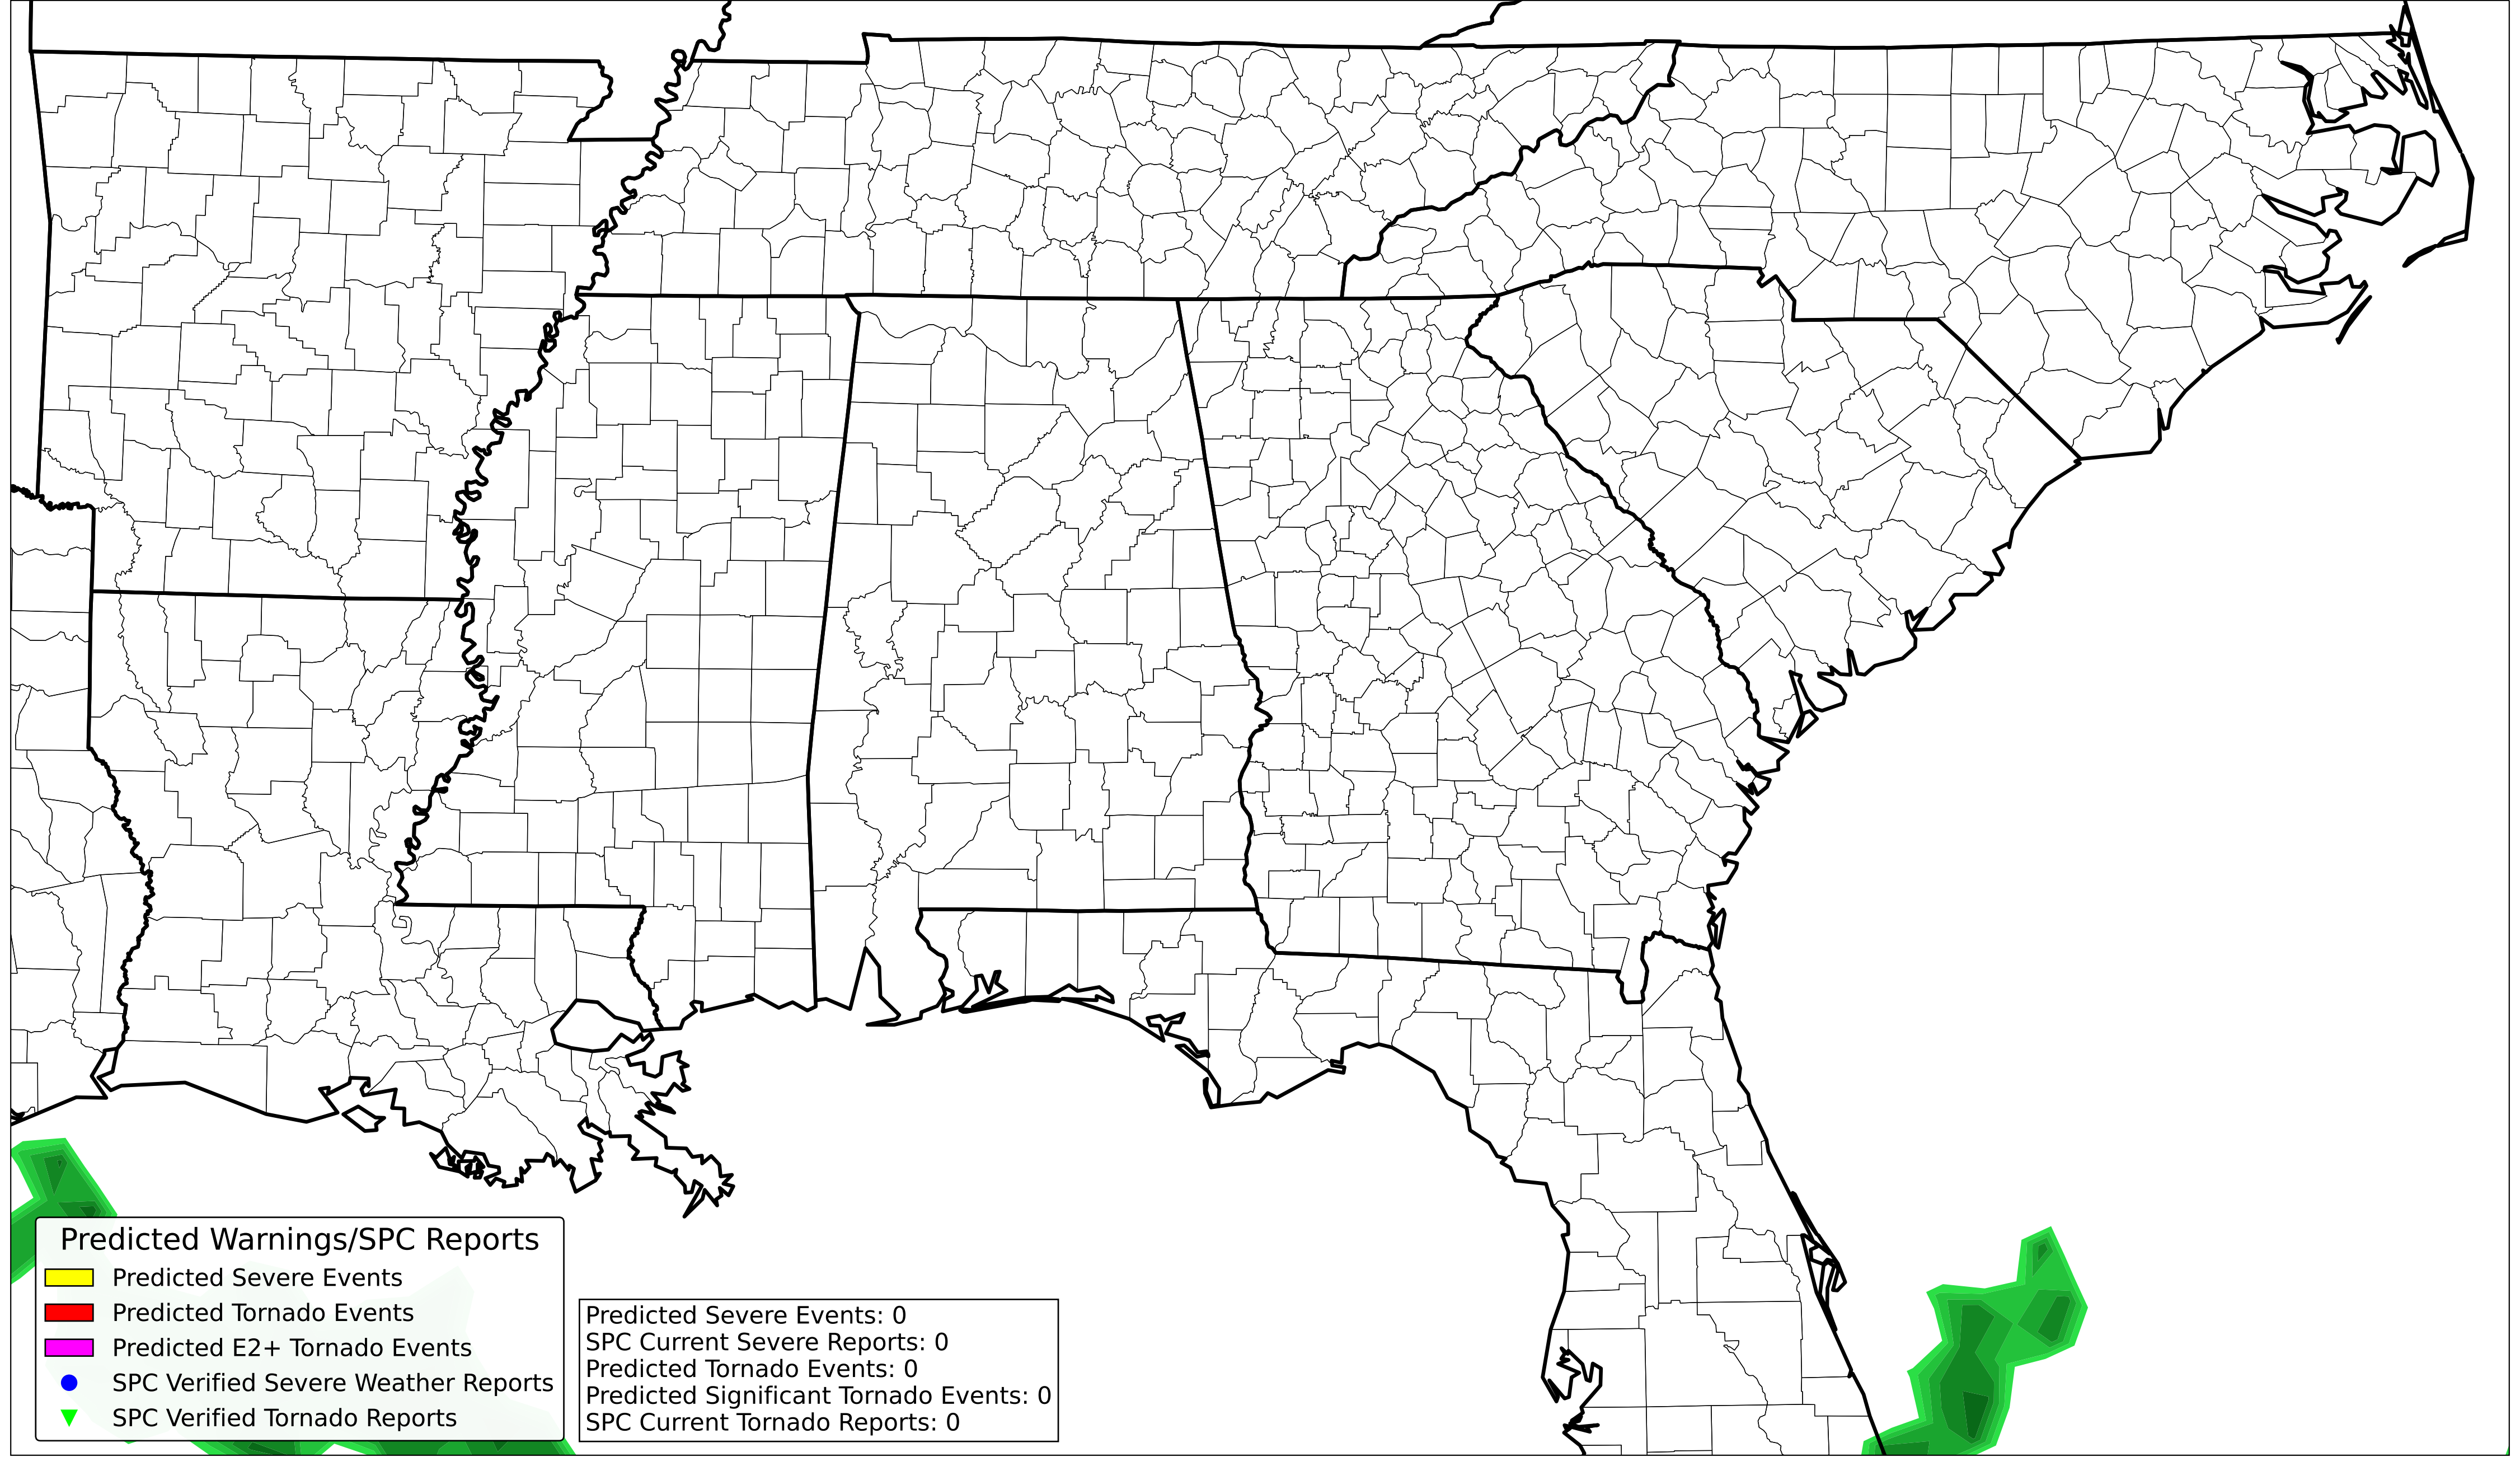 Predicted Warnings/SPC Reports
Predicted Severe Events
Predicted Tornado Events
Predicted E2+ Tornado Events
SPC Verified Severe Weather Reports
SPC Verified Tornado Reports
Predicted Severe Events: 0
SPC Current Severe Reports: 0
Predicted Tornado Events: 0
Predicted Significant Tornado Events: 0
SPC Current Tornado Reports: 0